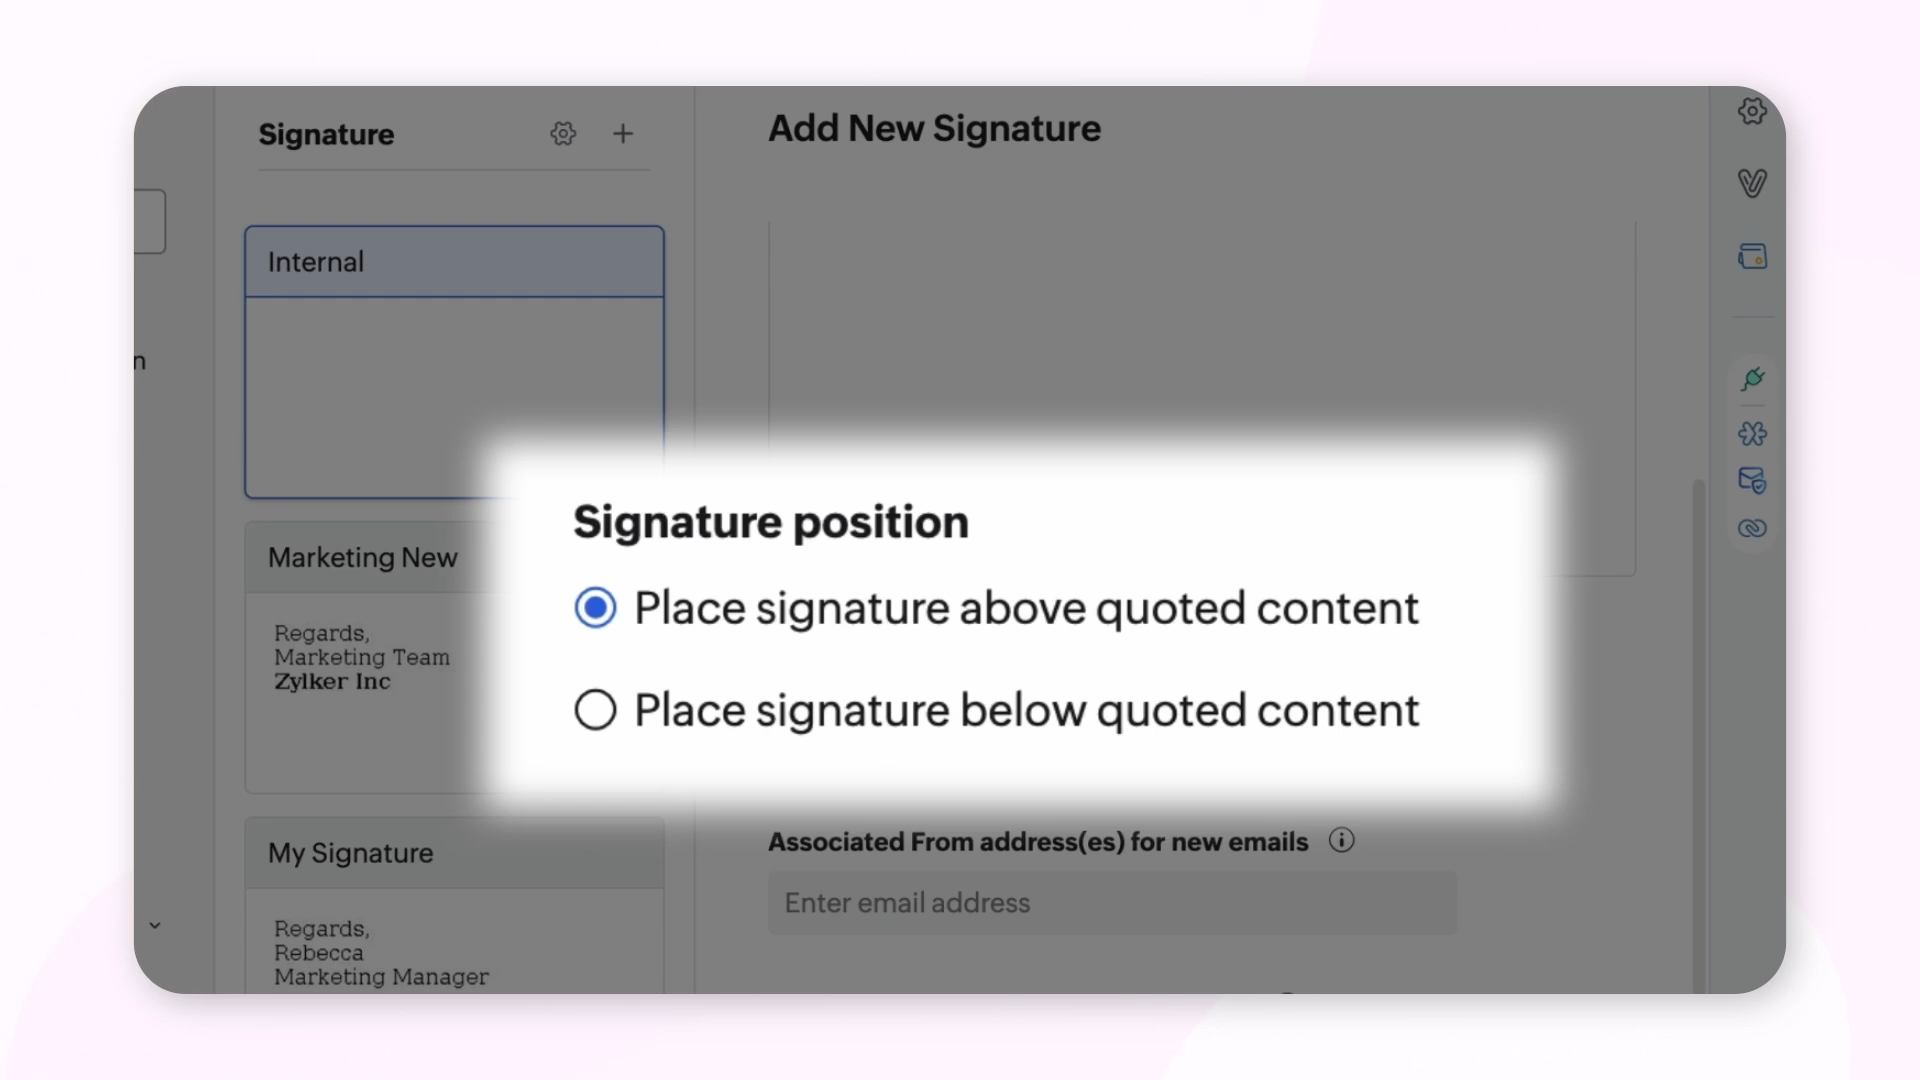 Signature
Add New Signature
Internal
n
Signature position
Place signature above quoted content
Place signature below quoted content
Marketing New
Regards,
Marketing Team
Zylker Inc
My Signature
Regards,
Rebecca
Marketing Manager
Associated From address(es) for new emails
Enter email address